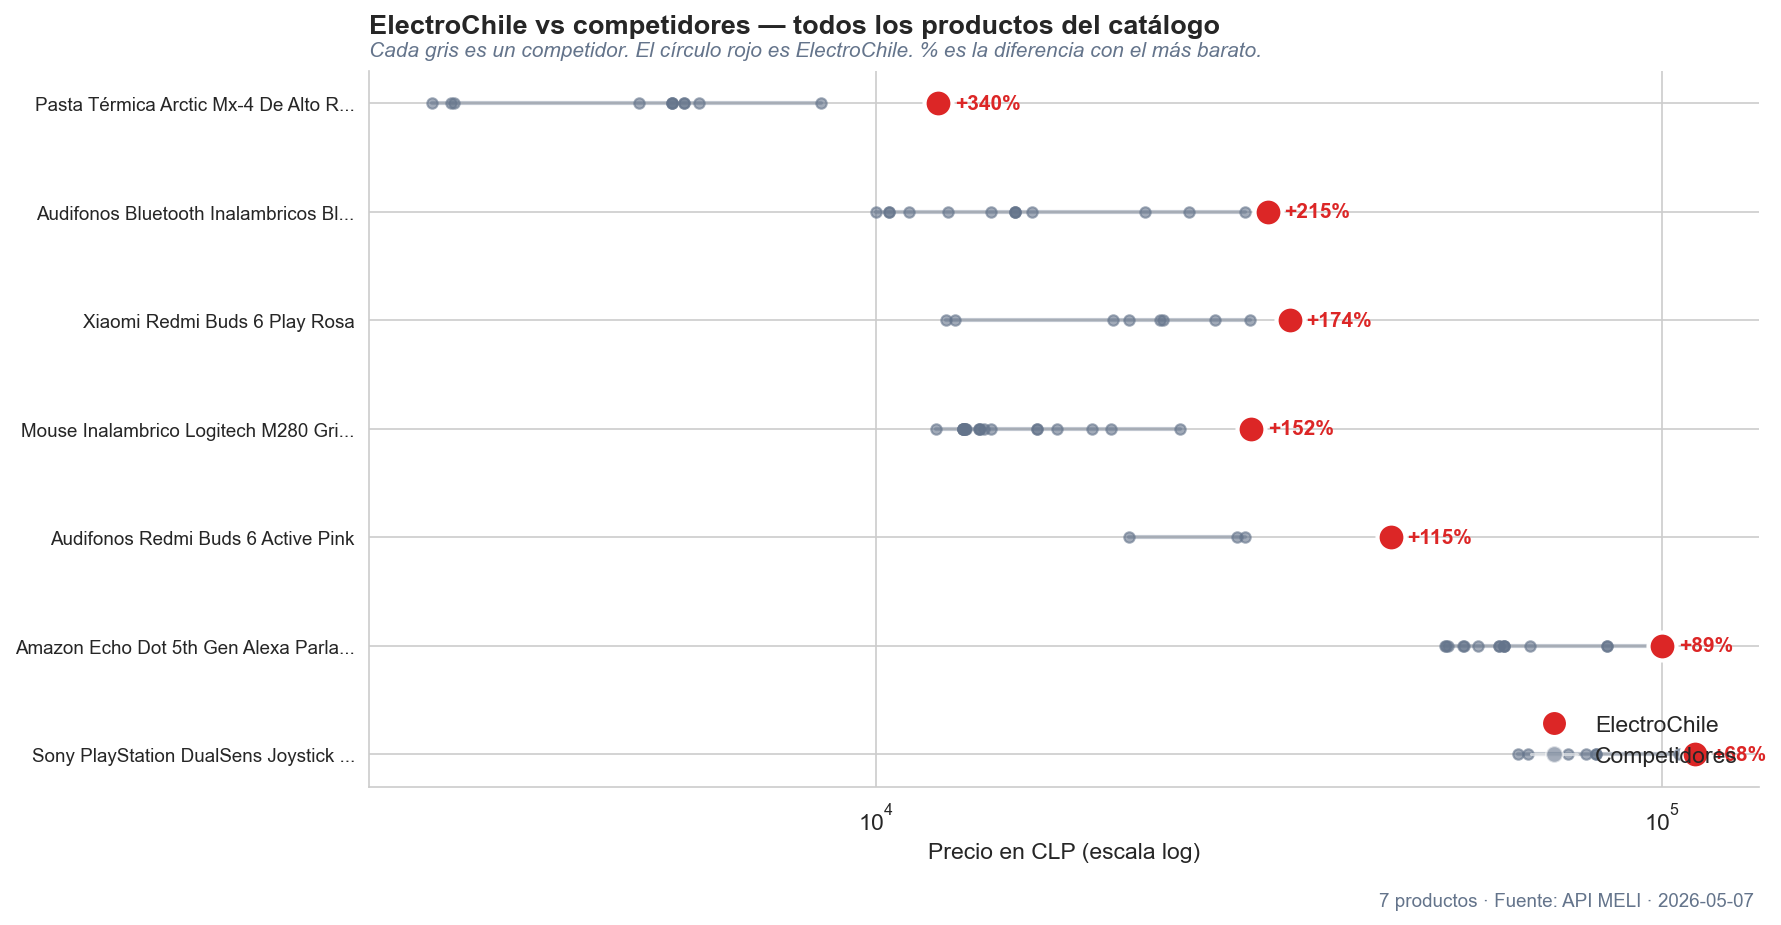 ElectroChile vs competidores — todos los productos del catálogo
Cada gris es un competidor. El círculo rojo es ElectroChile. % es la diferencia con el más barato.
Pasta Térmica Arctic Mx-4 De Alto R... +340%
Audifonos Bluetooth Inalambricos Bl... +215%
Xiaomi Redmi Buds 6 Play Rosa +174%
Mouse Inalambrico Logitech M280 Gri... +152%
Audifonos Redmi Buds 6 Active Pink +115%
Amazon Echo Dot 5th Gen Alexa Parla... +89%
ElectroChile
Sony PlayStation DualSens Joystick ... +68%
Competidores
10^4 10^5
Precio en CLP (escala log)
7 productos · Fuente: API MELI · 2026-05-07